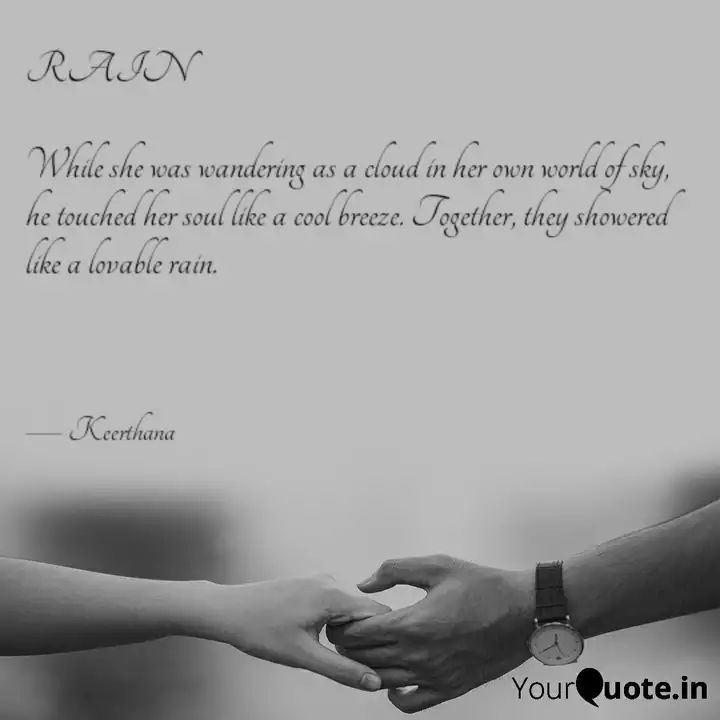 RAIN
While she was wandering as a cloud in her own world of sky,
he touched her soul like a cool breeze. Together, they showered
like a lovable rain.
— Keerthana
YourQuote.in